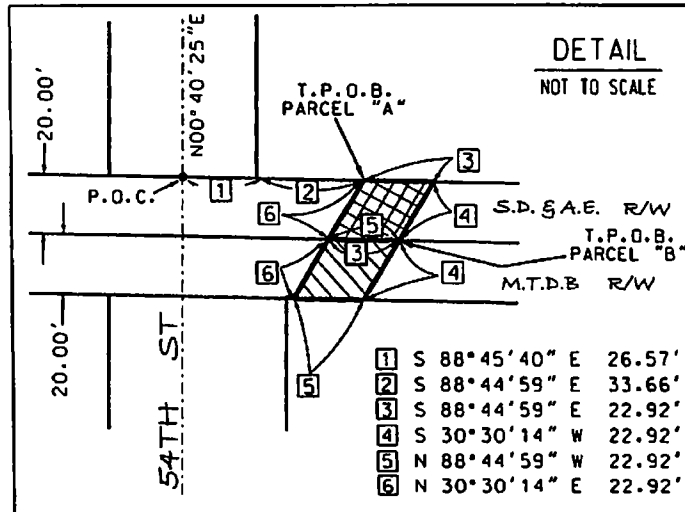 DETAIL
NOT TO SCALE
N00°40'25"E
20.00'
T.P.O.B.
PARCEL "A"
3
P.O.C.
1
2
6
5
4
S.D. & A.E. R/W
T.P.O.B.
PARCEL "B"
3
6
4
M.T.D.B R/W
20.00'
54TH ST
5
1 S 88°45'40" E 26.57'
2 S 88°44'59" E 33.66'
3 S 88°44'59" E 22.92'
4 S 30°30'14" W 22.92'
5 N 88°44'59" W 22.92'
6 N 30°30'14" E 22.92'